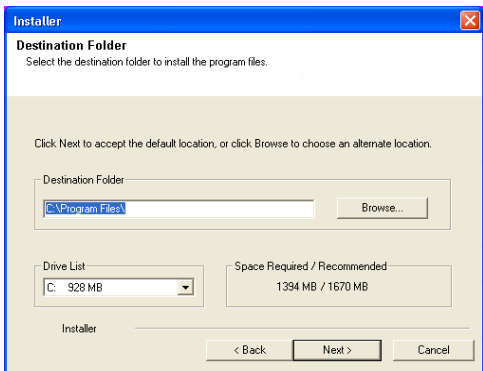 Installer
Destination Folder
Select the destination folder to install the program files.
Click Next to accept the default location, or click Browse to choose an alternate location.
Destination Folder
C:\Program Files\
Browse...
Drive List
C: 928 MB
Space Required / Recommended
1394 MB / 1670 MB
Installer
< Back
Next >
Cancel